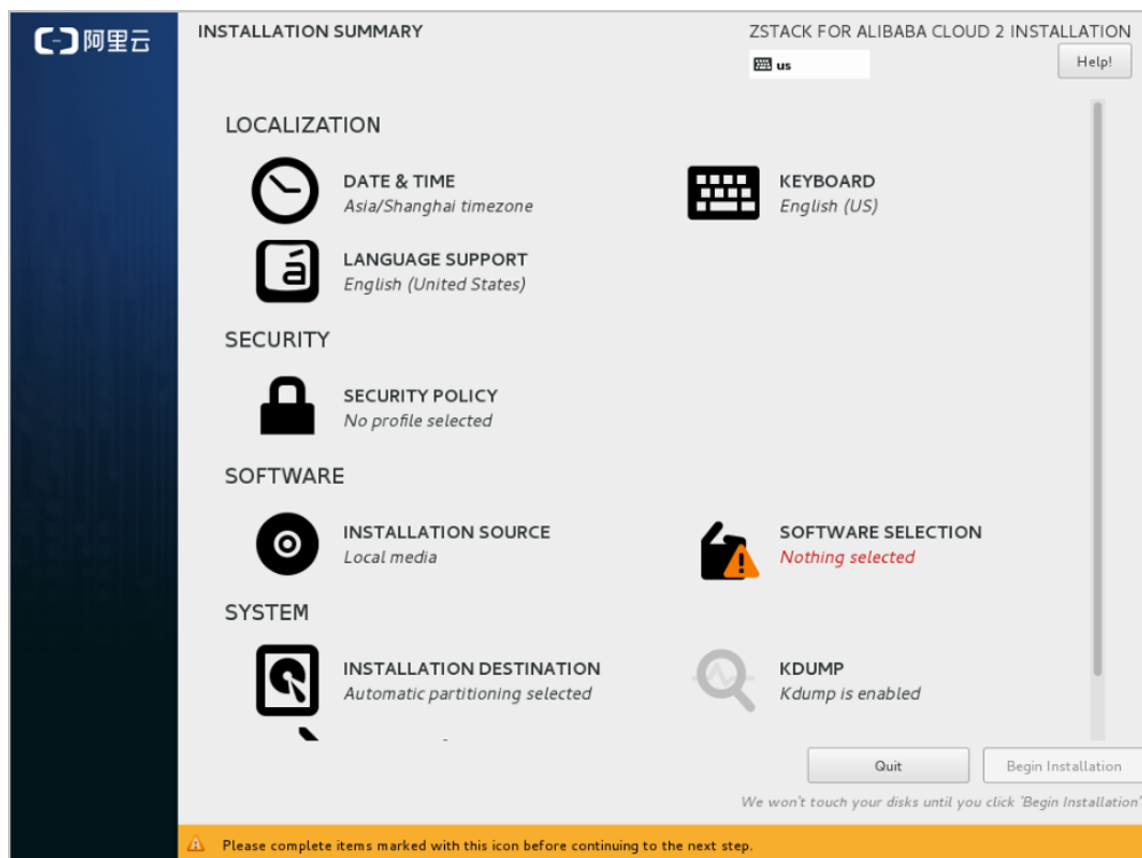 阿里云
INSTALLATION SUMMARY
ZSTACK FOR ALIBABA CLOUD 2 INSTALLATION
us
Help!
LOCALIZATION
DATE & TIME
Asia/Shanghai timezone
KEYBOARD
English (US)
á
LANGUAGE SUPPORT
English (United States)
SECURITY
SECURITY POLICY
No profile selected
SOFTWARE
INSTALLATION SOURCE
Local media
SOFTWARE SELECTION
Nothing selected
SYSTEM
INSTALLATION DESTINATION
Automatic partitioning selected
KDUMP
Kdump is enabled
Quit
Begin Installation
We won't touch your disks until you click 'Begin Installation'
Please complete items marked with this icon before continuing to the next step.